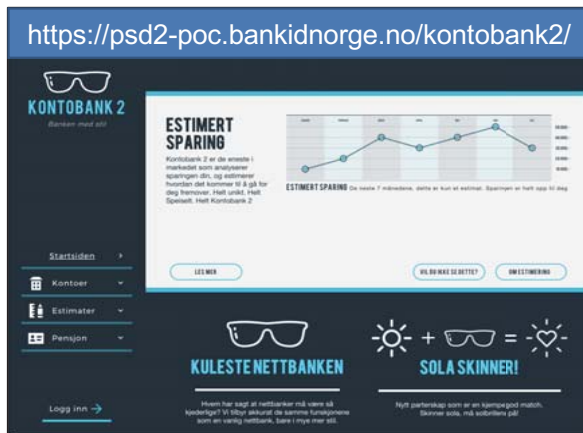 https://psd2-poc.bankidnorge.no/kontobank2/
KONTOBANK 2
Banken med stil
Startsiden
Kontoer
Estimater
Pensjon
Logg inn
ESTIMERT
SPARING
Kontobank 2 er de eneste i
markedet som analyserer
sparingen din, og estimerer
hvordan det kommer til å gå for
deg fremover. Helt unikt. Helt
Speiselt. Helt Kontobank 2
ESTIMERT SPARING De neste 7 månedene, dette er kun et estimat. Sparingen er helt opp til deg
LES MER
VIL DU IKKE SE DETTE?
OM ESTIMERING
KULESTE NETTBANKEN
Hvem har sagt at nettbanker må være så
kjederlige? Vi tilbyr akkurat de samme funskjonene
som en vanlig nettbank, bare i mye mer stil.
SOLA SKINNER!
Nytt parterskap som er en kjempegod match.
Skinner sola, må solbrillene på!